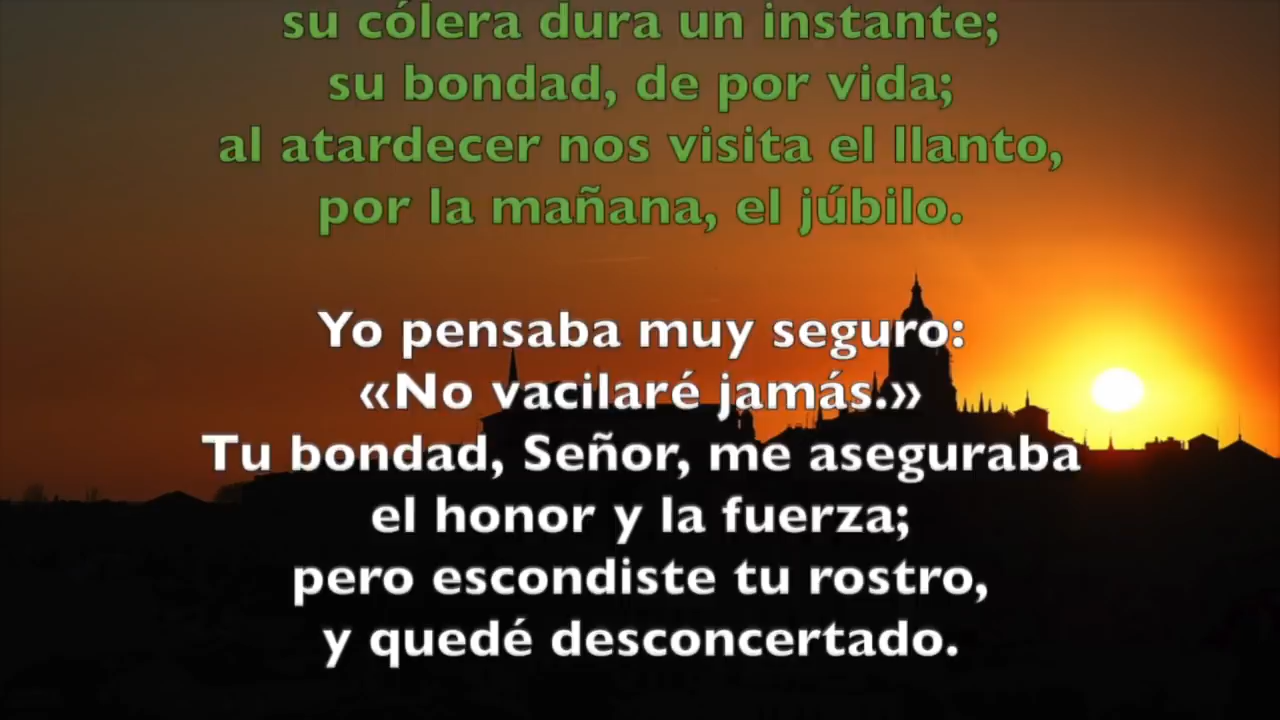 su cólera dura un instante;
su bondad, de por vida;
al atardecer nos visita el llanto,
por la mañana, el júbilo.
Yo pensaba muy seguro:
«No vacilaré jamás.»
Tu bondad, Señor, me aseguraba
el honor y la fuerza;
pero escondiste tu rostro,
y quedé desconcertado.